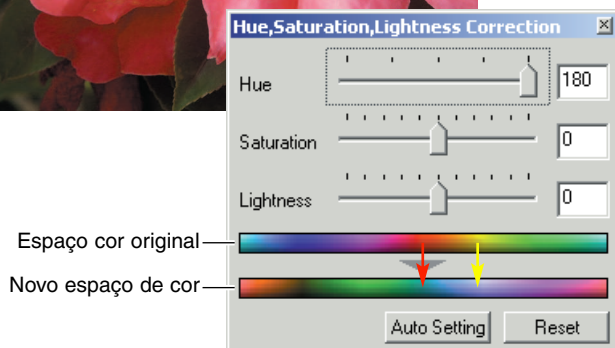 Hue,Saturation,Lightness Correction
Hue 180
Saturation 0
Lightness 0
Espaço cor original
Novo espaço de cor
Auto Setting Reset